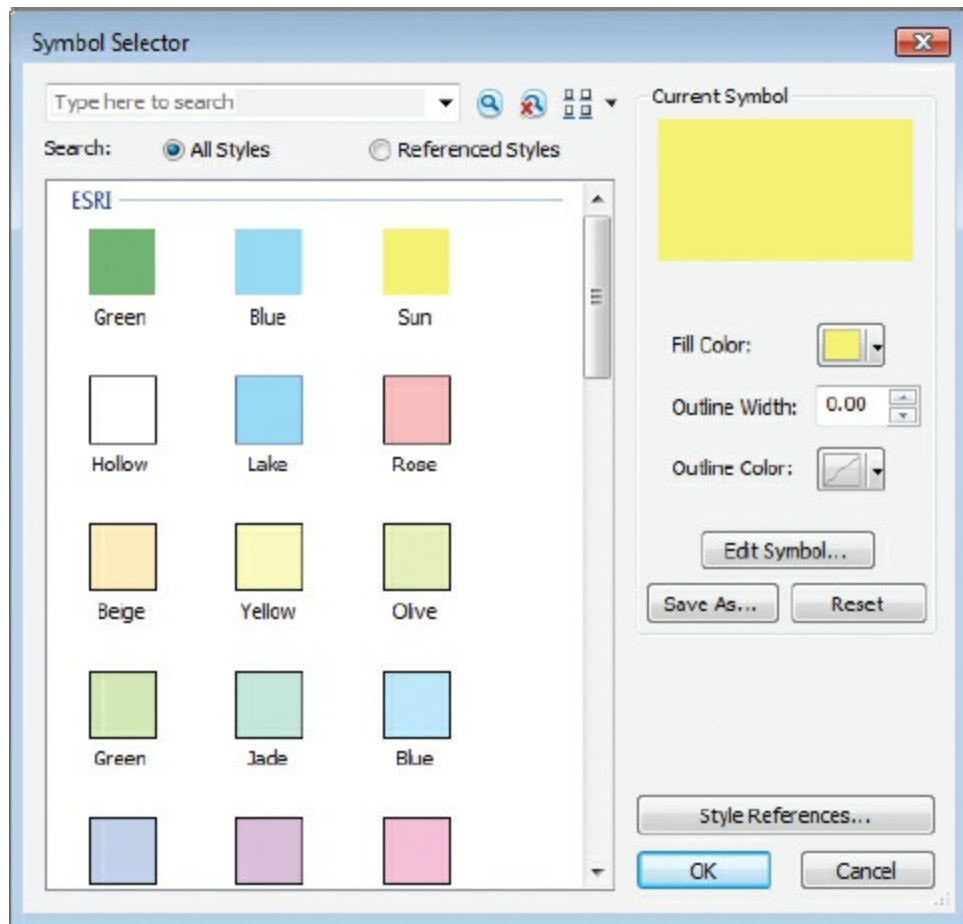 Symbol Selector
Type here to search
Search: All Styles Referenced Styles
ESRI
Green Blue Sun
Hollow Lake Rose
Beige Yellow Olive
Green Jade Blue
Current Symbol
Fill Color:
Outline Width: 0.00
Outline Color:
Edit Symbol...
Save As... Reset
Style References...
OK Cancel